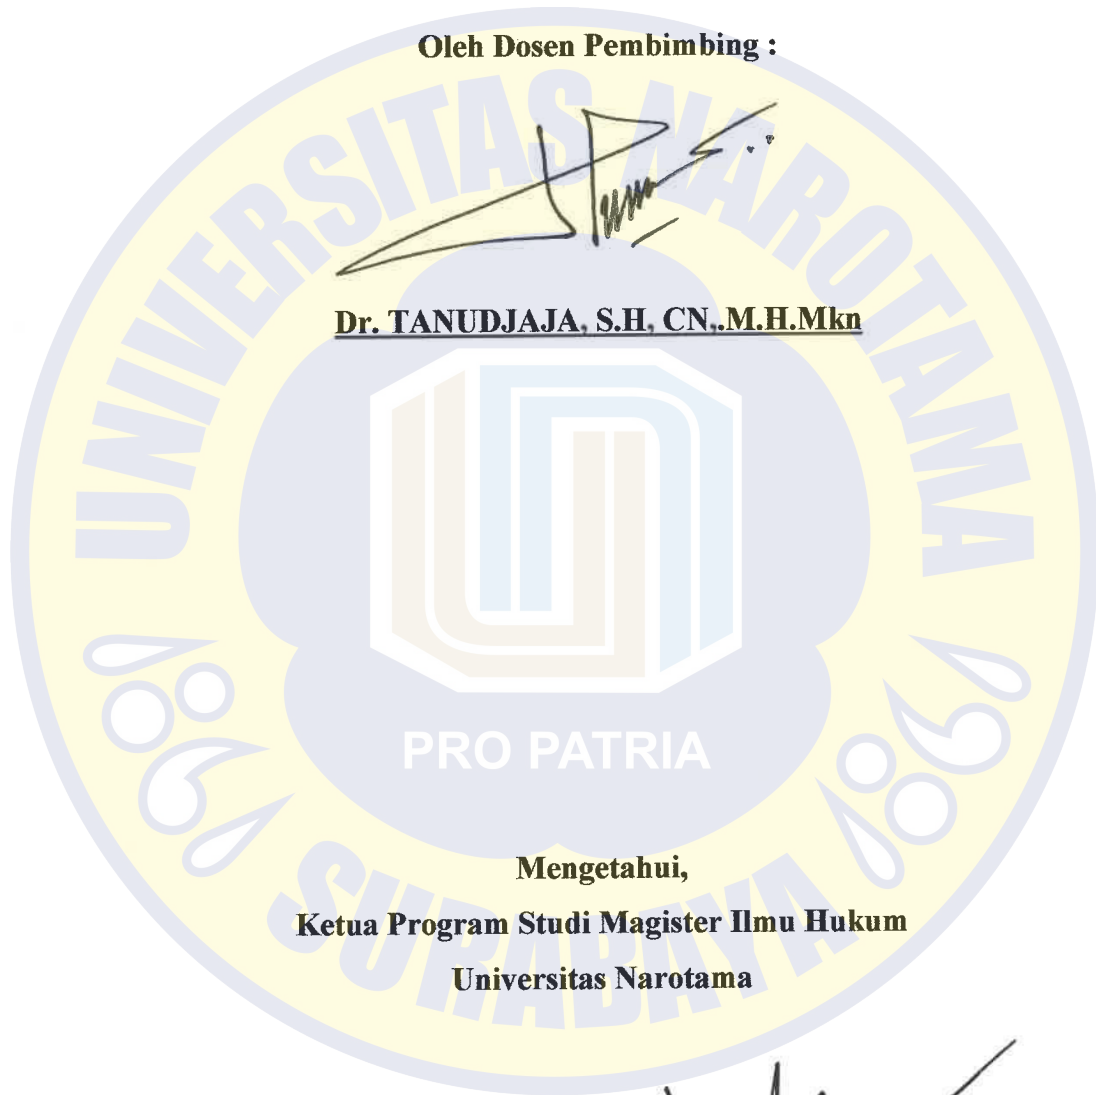 Oleh Dosen Pembimbing :
Dr. TANUDJAJA, S.H, CN,.M.H.Mkn
UNIVERSITAS NAROTAMA
PRO PATRIA
Mengetahui,
Ketua Program Studi Magister Ilmu Hukum
Universitas Narotama
SURABAYA